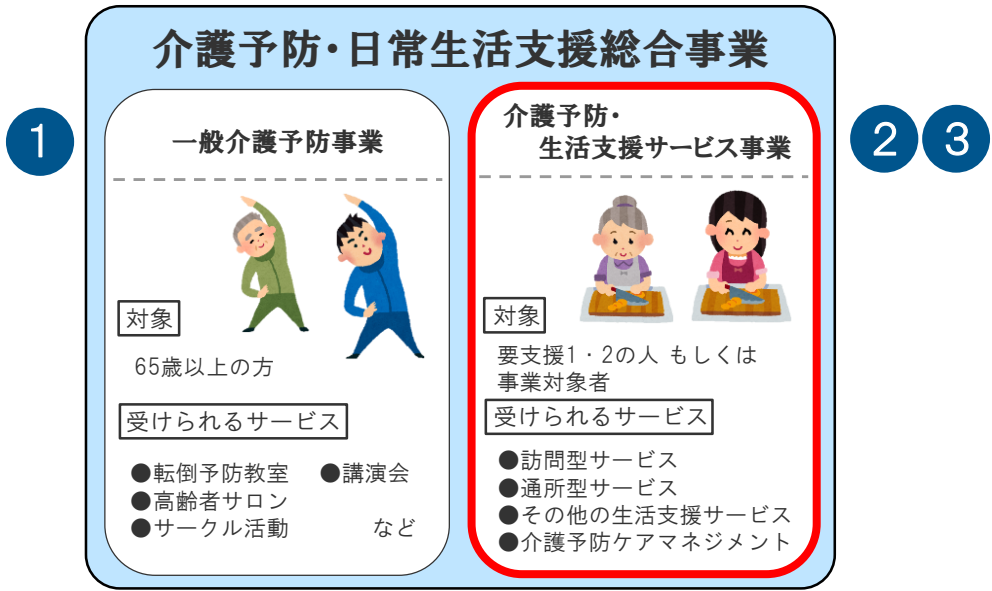 介護予防・日常生活支援総合事業
1
一般介護予防事業
対象
65歳以上の方
受けられるサービス
●転倒予防教室 ●講演会
●高齢者サロン
●サークル活動 など
介護予防・
生活支援サービス事業
2 3
対象
要支援1・2の人 もしくは
事業対象者
受けられるサービス
●訪問型サービス
●通所型サービス
●その他の生活支援サービス
●介護予防ケアマネジメント